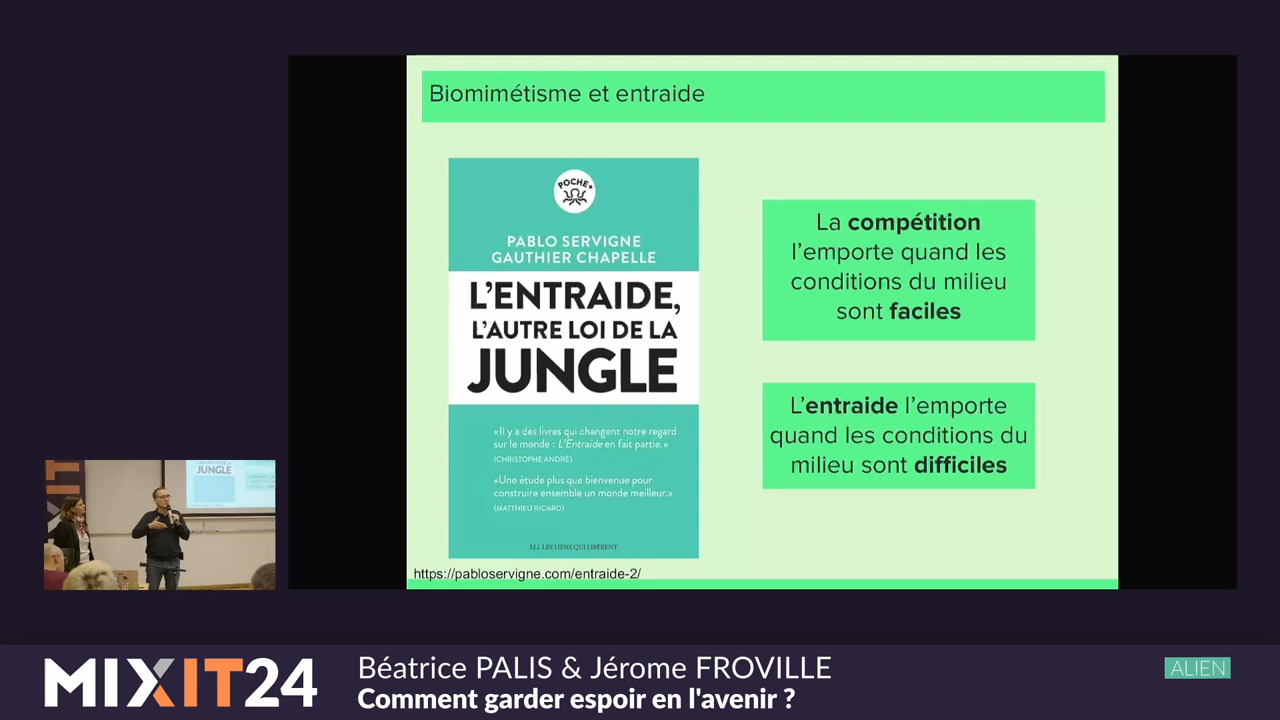 Biomimétisme et entraide
POCHE+
PABLO SERVIGNE
GAUTHIER CHAPELLE
L'ENTRAIDE,
L'AUTRE LOI DE LA
JUNGLE
«Il y a des livres qui changent notre regard
sur le monde : L'Entraide en fait partie.»
(CHRISTOPHE ANDRÉ)
«Une étude plus que bienvenue pour
construire ensemble un monde meilleur.»
(MATTHIEU RICARD)
LLL LES LIENS QUI LIBÈRENT
https://pabloservigne.com/entraide-2/
La compétition
l'emporte quand les
conditions du milieu
sont faciles
L'entraide l'emporte
quand les conditions du
milieu sont difficiles
XIT
JUNGLE
MIXIT24
Béatrice PALIS & Jérome FROVILLE
Comment garder espoir en l'avenir ?
ALIEN